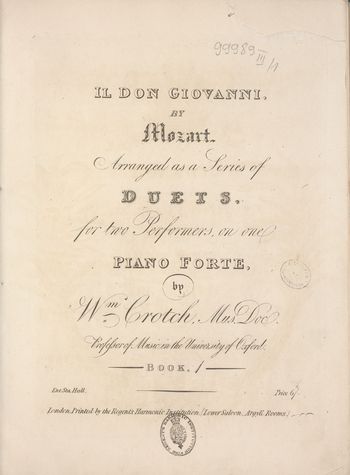 99989
III/1
IL DON GIOVANNI,
BY
Mozart.
Arranged as a Series of
DUETS,
for two Performers, on one
PIANO FORTE,
by
Wm. Crotch, Mus. Doc.
Professor of Music in the University of Oxford.
BOOK. 1
Ent. Sta. Hall.
Price 6/
London, Printed by the Regent's Harmonic Institution, (Lower Saloon, Argyll Rooms.)